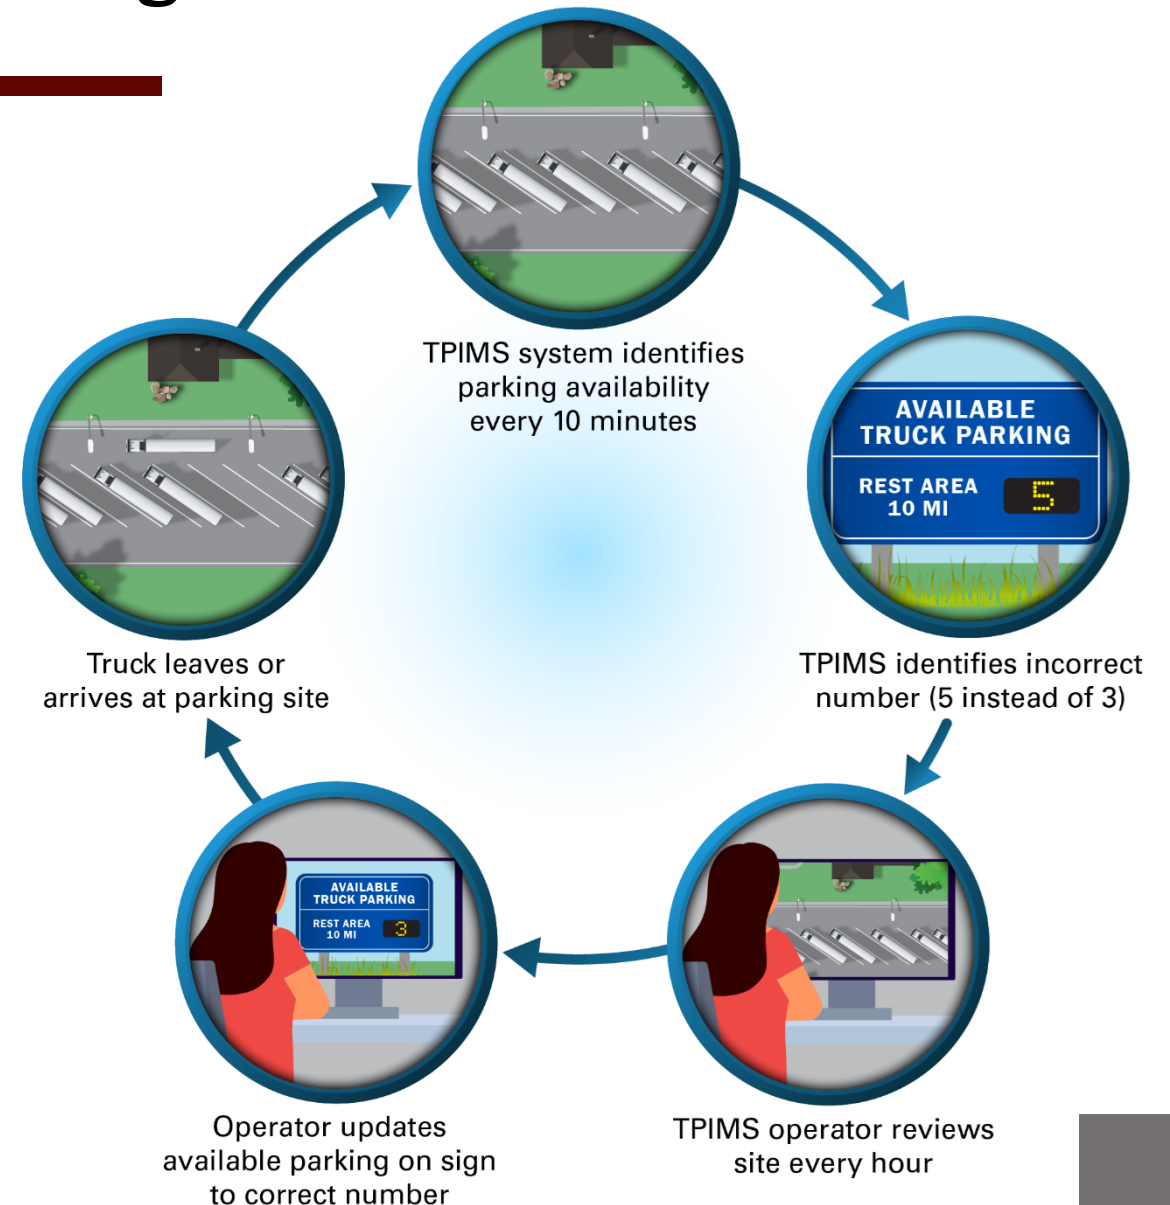 TPIMS system identifies
parking availability
every 10 minutes
AVAILABLE
TRUCK PARKING
REST AREA
10 MI
5
TPIMS identifies incorrect
number (5 instead of 3)
TPIMS operator reviews
site every hour
AVAILABLE
TRUCK PARKING
REST AREA
10 MI
3
Operator updates
available parking on sign
to correct number
Truck leaves or
arrives at parking site